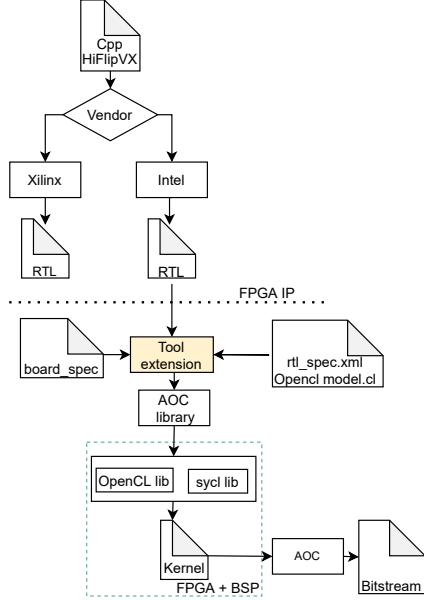 Cpp
HiFlipVX
Vendor
Xilinx
Intel
RTL
RTL
FPGA IP
board_spec
Tool
extension
rtl_spec.xml
Opencl model.cl
AOC
library
OpenCL lib
sycl lib
Kernel
AOC
Bitstream
FPGA + BSP